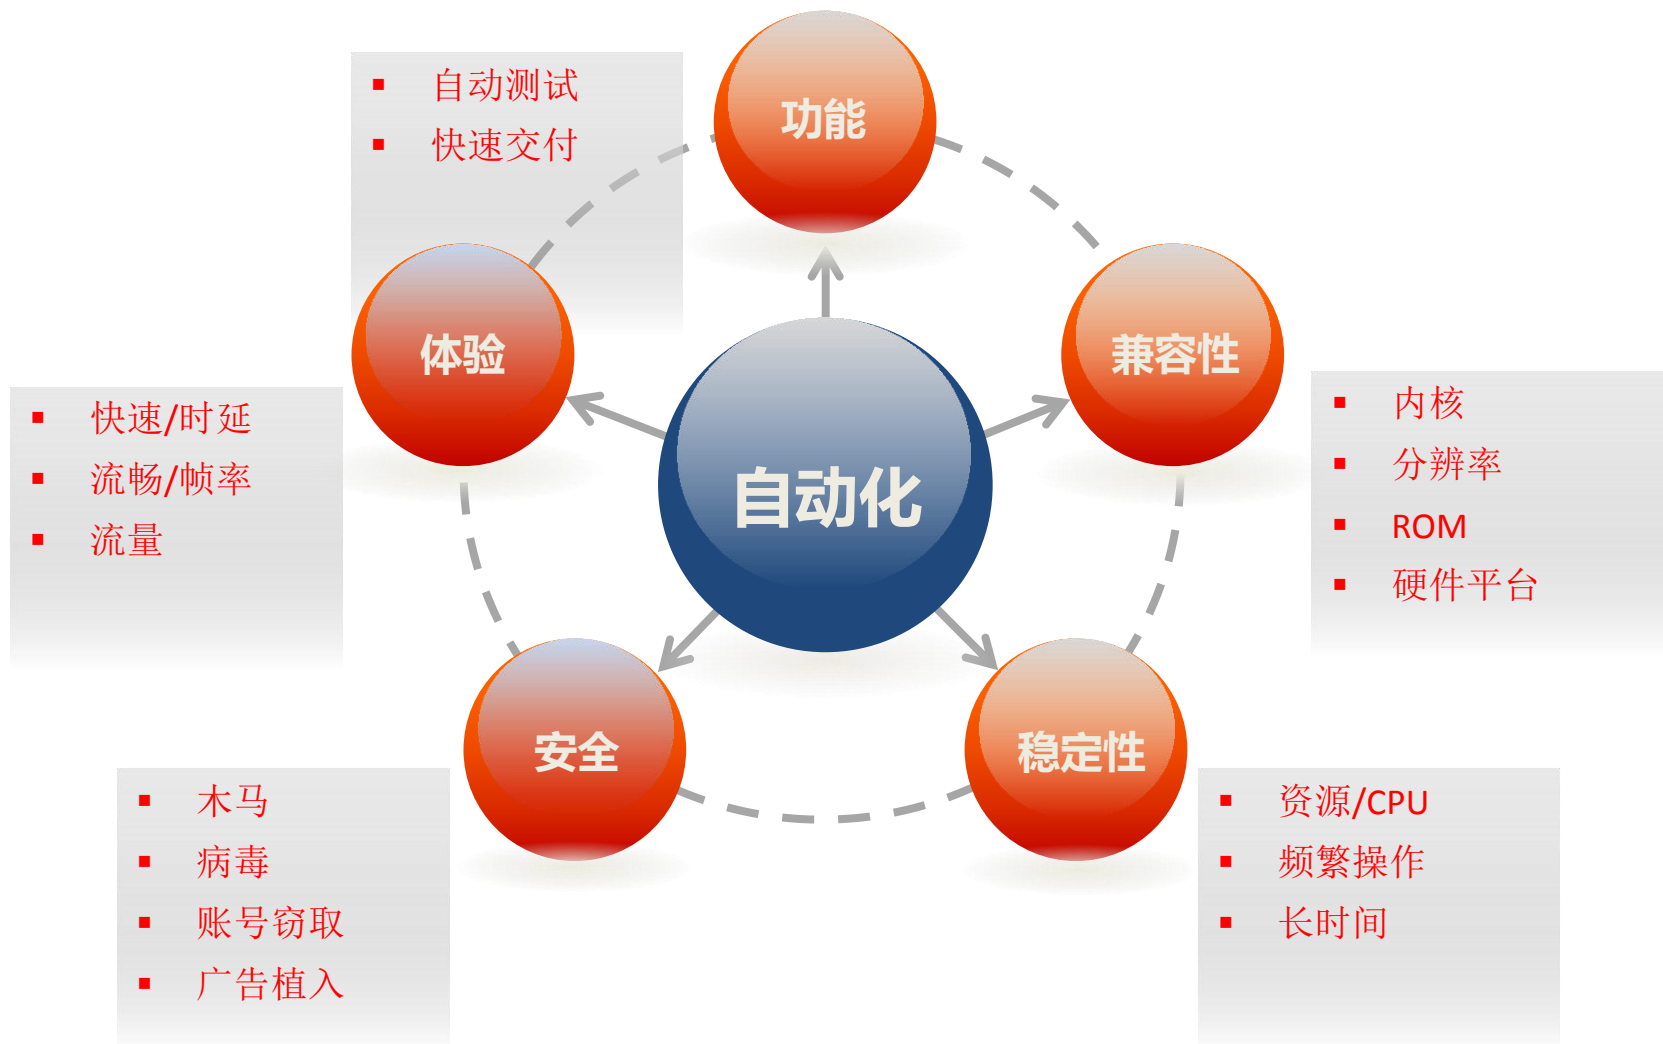 功能
自动测试
快速交付
体验
快速/时延
流畅/帧率
流量
自动化
兼容性
内核
分辨率
ROM
硬件平台
安全
木马
病毒
账号窃取
广告植入
稳定性
资源/CPU
频繁操作
长时间